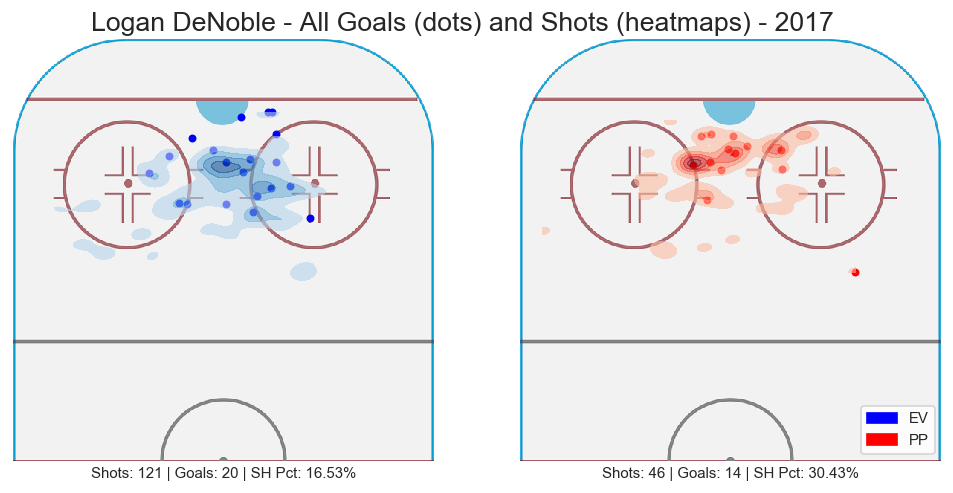 Logan DeNoble - All Goals (dots) and Shots (heatmaps) - 2017
EV
PP
Shots: 121 | Goals: 20 | SH Pct: 16.53%
Shots: 46 | Goals: 14 | SH Pct: 30.43%